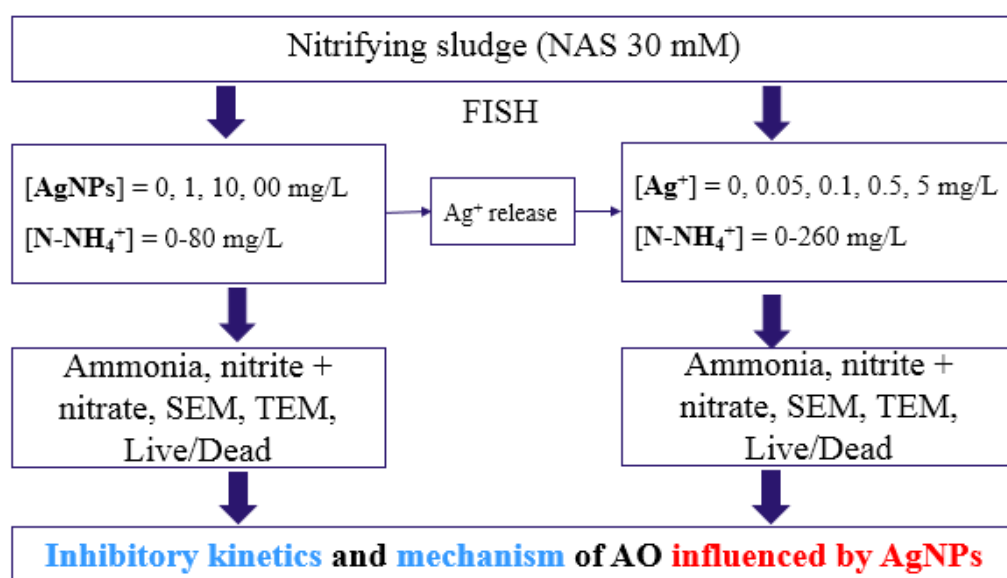 Nitrifying sludge (NAS 30 mM)
FISH
[AgNPs] = 0, 1, 10, 00 mg/L
[N-NH₄⁺] = 0-80 mg/L
Ag⁺ release
[Ag⁺] = 0, 0.05, 0.1, 0.5, 5 mg/L
[N-NH₄⁺] = 0-260 mg/L
Ammonia, nitrite +
nitrate, SEM, TEM,
Live/Dead
Ammonia, nitrite +
nitrate, SEM, TEM,
Live/Dead
Inhibitory kinetics and mechanism of AO influenced by AgNPs